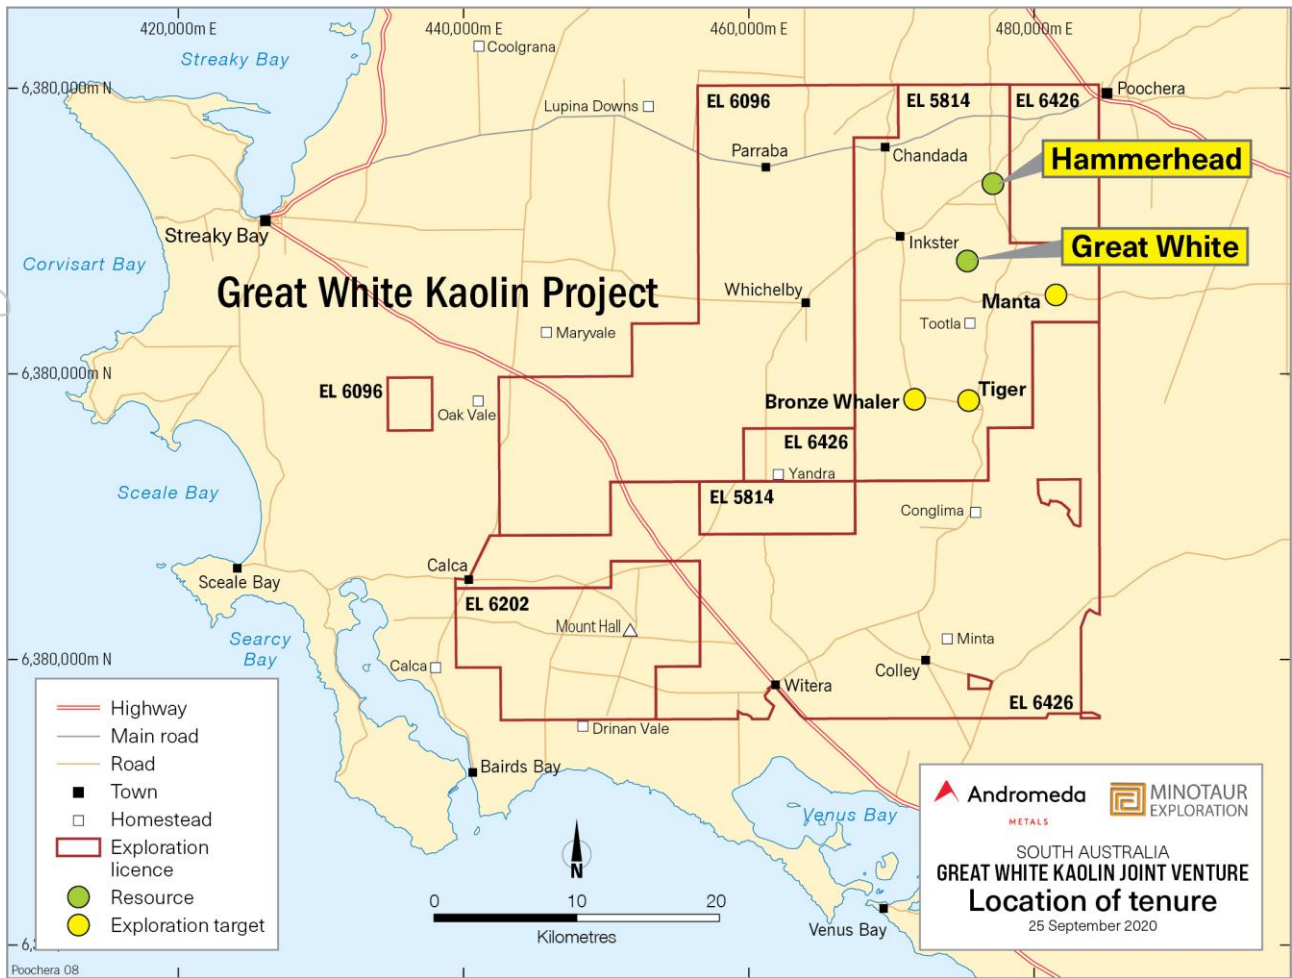 420,000m E
440,000m E
460,000m E
480,000m E
Streaky Bay
Coolgrana
6,380,000m N
Lupina Downs
EL 6096
EL 5814
EL 6426
Poochera
Parraba
Chandada
Hammerhead
Streaky Bay
Inkster
Great White
Corvisart Bay
Great White Kaolin Project
Whichelby
Manta
Maryvale
Tootla
6,380,000m N
EL 6096
Oak Vale
Bronze Whaler
Tiger
EL 6426
Yandra
Sceale Bay
EL 5814
Conglima
Calca
Sceale Bay
EL 6202
Mount Hall
Searcy
Bay
Minta
6,380,000m N
Calca
Colley
Witera
EL 6426
Drinan Vale
Bairds Bay
Venus Bay
Venus Bay
Highway
Main road
Road
Town
Homestead
Exploration
licence
Resource
Exploration target
N
0 10 20
Kilometres
Andromeda
METALS
MINOTAUR
EXPLORATION
SOUTH AUSTRALIA
GREAT WHITE KAOLIN JOINT VENTURE
Location of tenure
25 September 2020
Poochera 08